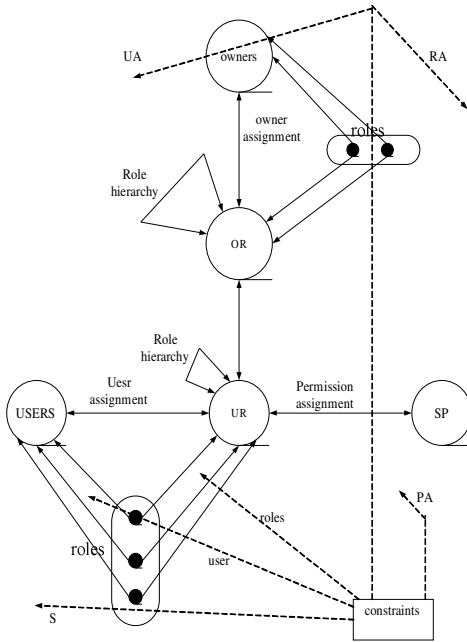 UA
owners
RA
owner
assignment
roles
Role
hierarchy
OR
Role
hierarchy
Uesr
assignment
Permission
assignment
USERS
UR
SP
PA
roles
roles
user
constraints
S